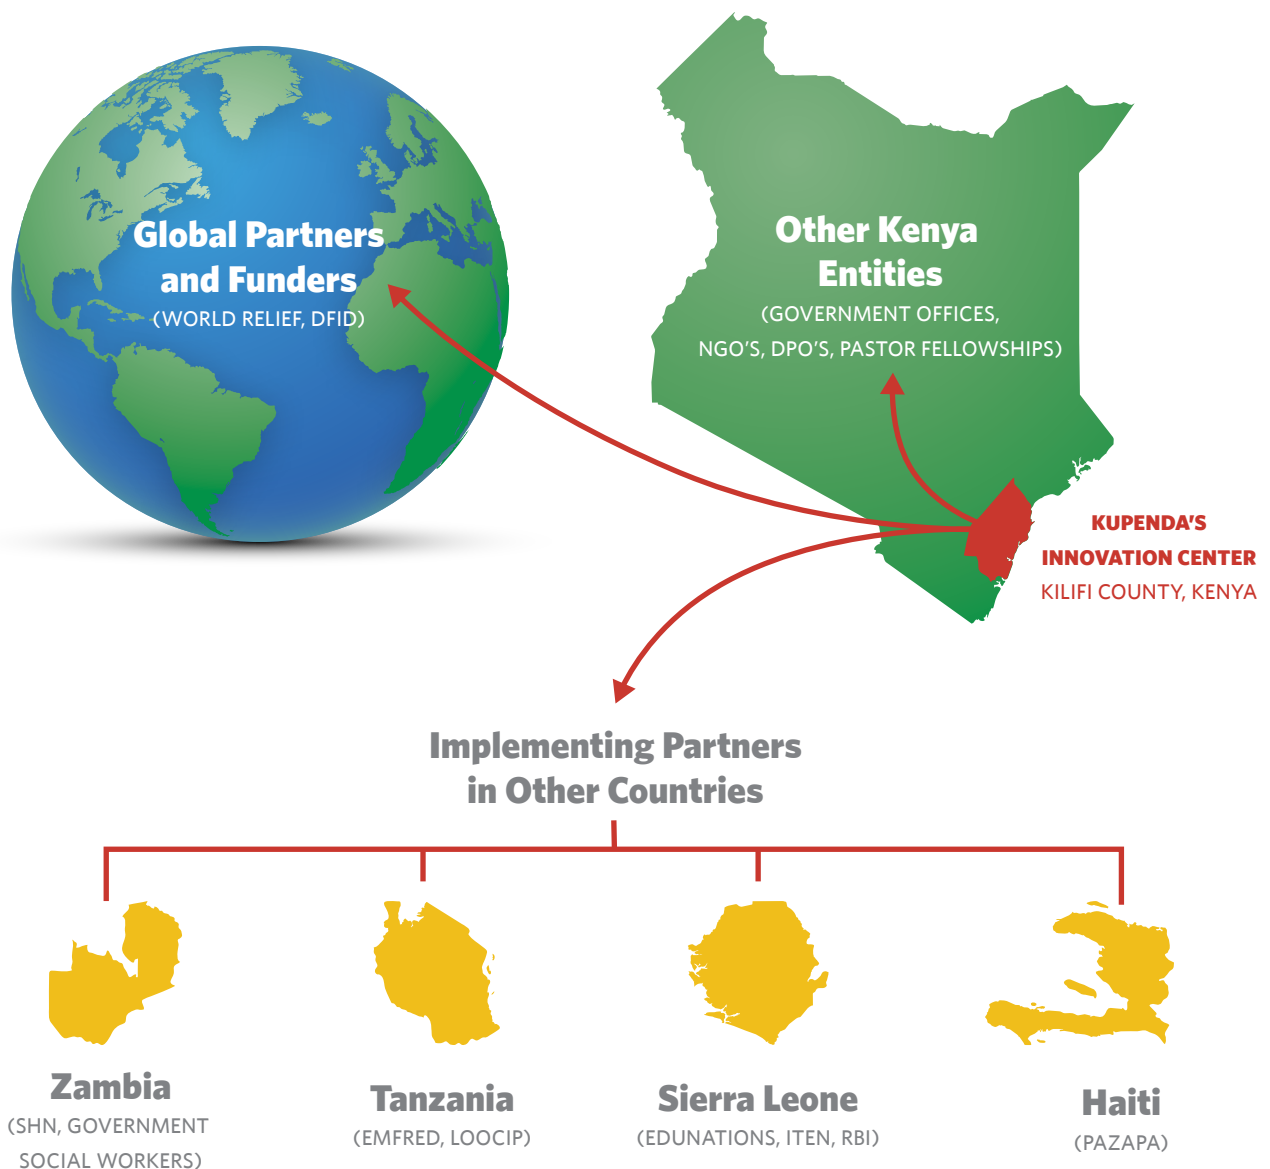 Global Partners
and Funders
(WORLD RELIEF, DFID)
Other Kenya
Entities
(GOVERNMENT OFFICES,
NGO'S, DPO'S, PASTOR FELLOWSHIPS)
KUPENDA'S
INNOVATION CENTER
KILIFI COUNTY, KENYA
Implementing Partners
in Other Countries
Zambia
(SHN, GOVERNMENT
SOCIAL WORKERS)
Tanzania
(EMFRED, LOOCIP)
Sierra Leone
(EDUNATIONS, ITEN, RBI)
Haiti
(PAZAPA)